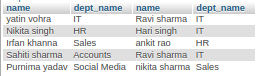 name dept_name name dept_name
yatin vohra IT Ravi sharma IT
Nikita singh HR Hari singh IT
Irfan khanna Sales ankit rao HR
Sahiti sharma Accounts Ravi sharma IT
Purnima yadav Social Media nikita sharma Sales